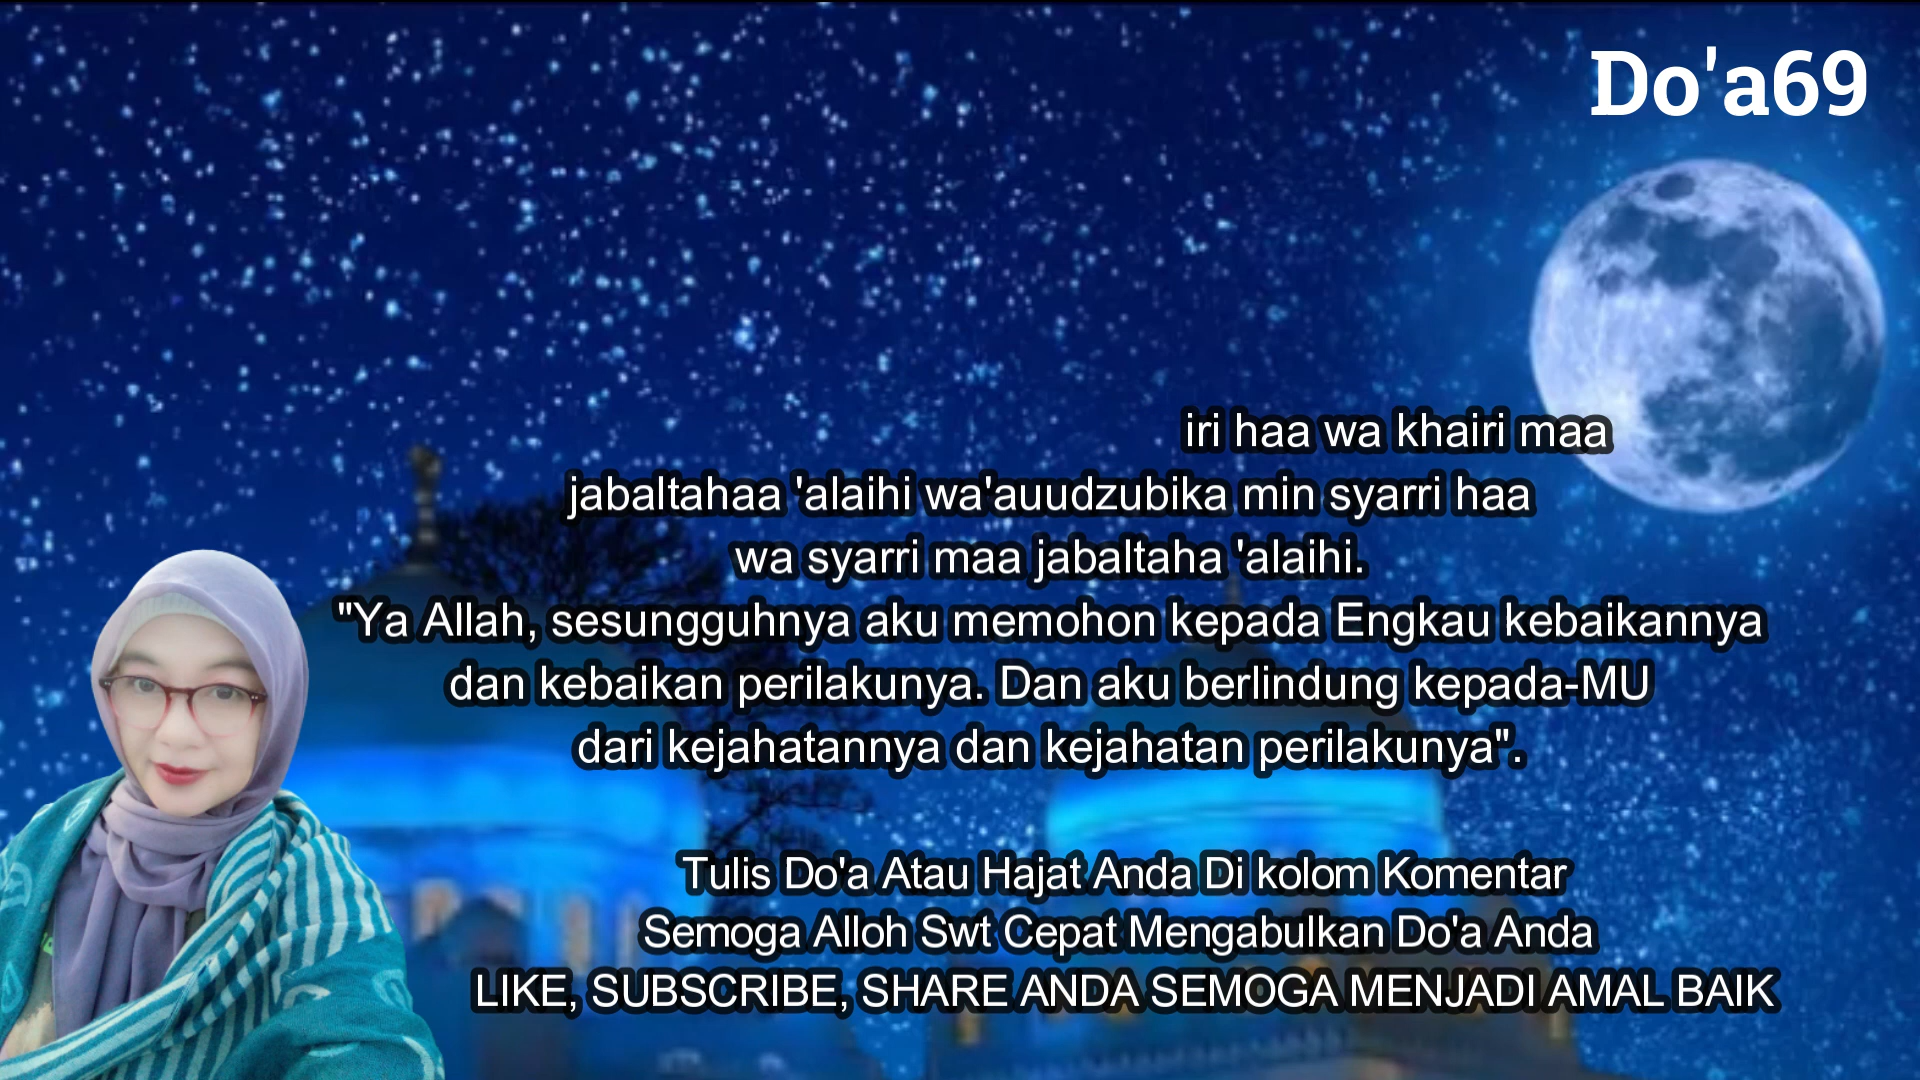 Do'a69
iri haa wa khairi maa
jabaltahaa 'alaihi wa'auudzubika min syarri haa
wa syarri maa jabaltaha 'alaihi.
"Ya Allah, sesungguhnya aku memohon kepada Engkau kebaikannya
dan kebaikan perilakunya. Dan aku berlindung kepada-MU
dari kejahatannya dan kejahatan perilakunya".
Tulis Do'a Atau Hajat Anda Di kolom Komentar
Semoga Alloh Swt Cepat Mengabulkan Do'a Anda
LIKE, SUBSCRIBE, SHARE ANDA SEMOGA MENJADI AMAL BAIK